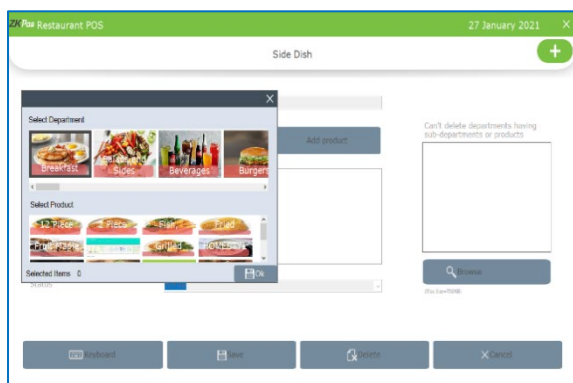 ZKPos Restaurant POS
27 January 2021
X
Side Dish
+
X
Select Department
Breakfast
Sides
Beverages
Burgers
Select Product
12 Piece
2 Piece
Fish,
Fried
Grilled
Selected Items 0
Ok
Add product
Can't delete departments having
sub-departments or products
Browse
Status
Keyboard
Save
Delete
Cancel